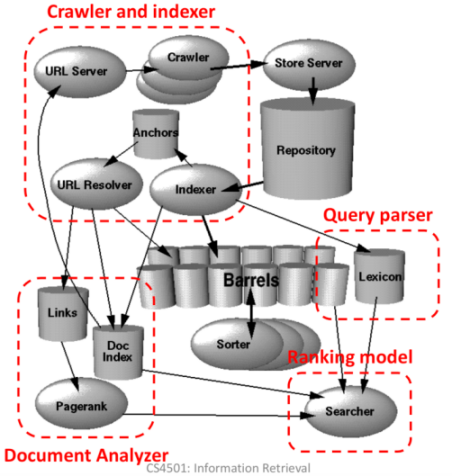 Crawler and indexer
Crawler
URL Server
Store Server
Anchors
Repository
URL Resolver
Indexer
Query parser
Barrels
Lexicon
Links
Doc
Index
Sorter
Ranking model
Pagerank
Searcher
Document Analyzer
CS4501: Information Retrieval